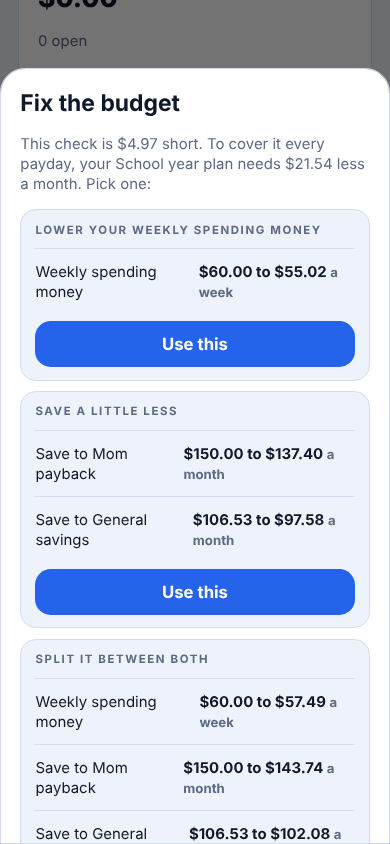 $0.00
0 open
Fix the budget
This check is $4.97 short. To cover it every
payday, your School year plan needs $21.54 less
a month. Pick one:
LOWER YOUR WEEKLY SPENDING MONEY
Weekly spending money
$60.00 to $55.02 a week
Use this
SAVE A LITTLE LESS
Save to Mom payback
$150.00 to $137.40 a month
Save to General savings
$106.53 to $97.58 a month
Use this
SPLIT IT BETWEEN BOTH
Weekly spending money
$60.00 to $57.49 a week
Save to Mom payback
$150.00 to $143.74 a month
Save to General
$106.53 to $102.08 a